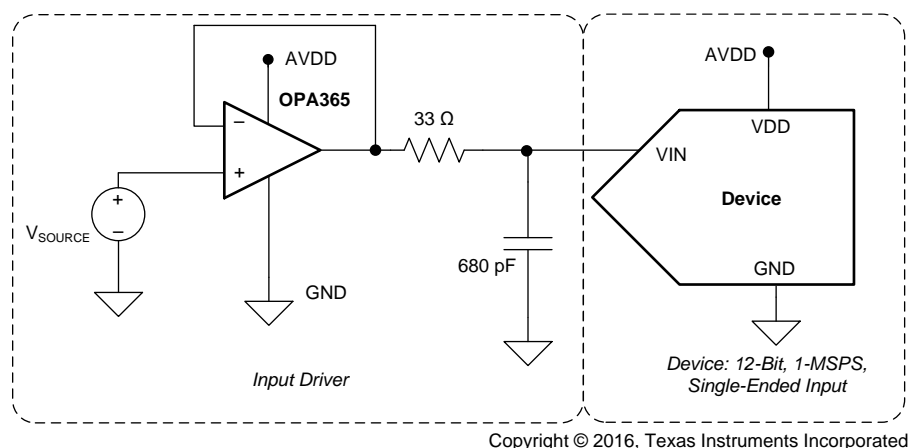 AVDD
OPA365
−
+
33 Ω
+
−
V_SOURCE
680 pF
GND
Input Driver
AVDD
VDD
VIN
Device
GND
Device: 12-Bit, 1-MSPS,
Single-Ended Input
Copyright © 2016, Texas Instruments Incorporated